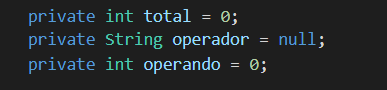 private int total = 0;
private String operador = null;
private int operando = 0;